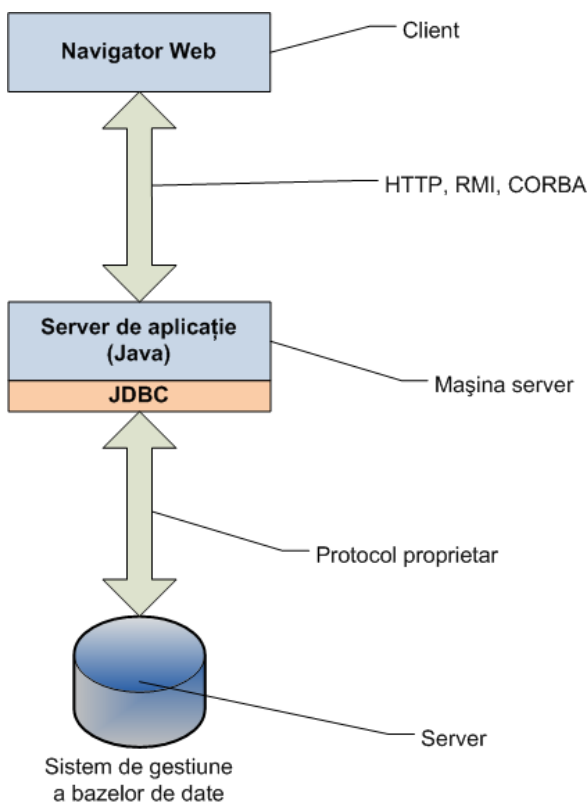 Client
Navigator Web
HTTP, RMI, CORBA
Server de aplicație
(Java)
JDBC
Maşina server
Protocol proprietar
Server
Sistem de gestiune
a bazelor de date